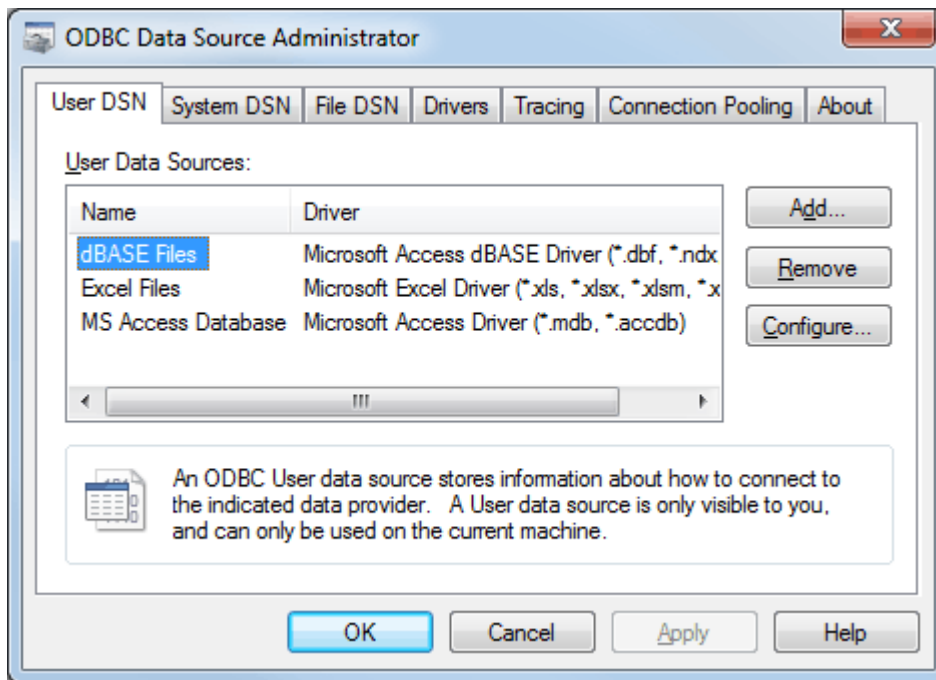 ODBC Data Source Administrator
User DSN System DSN File DSN Drivers Tracing Connection Pooling About
User Data Sources:
Name Driver
dBASE Files Microsoft Access dBASE Driver (*.dbf, *.ndx
Excel Files Microsoft Excel Driver (*.xls, *.xlsx, *.xlsm, *.x
MS Access Database Microsoft Access Driver (*.mdb, *.accdb)
Add...
Remove
Configure...
An ODBC User data source stores information about how to connect to
the indicated data provider. A User data source is only visible to you,
and can only be used on the current machine.
OK Cancel Apply Help